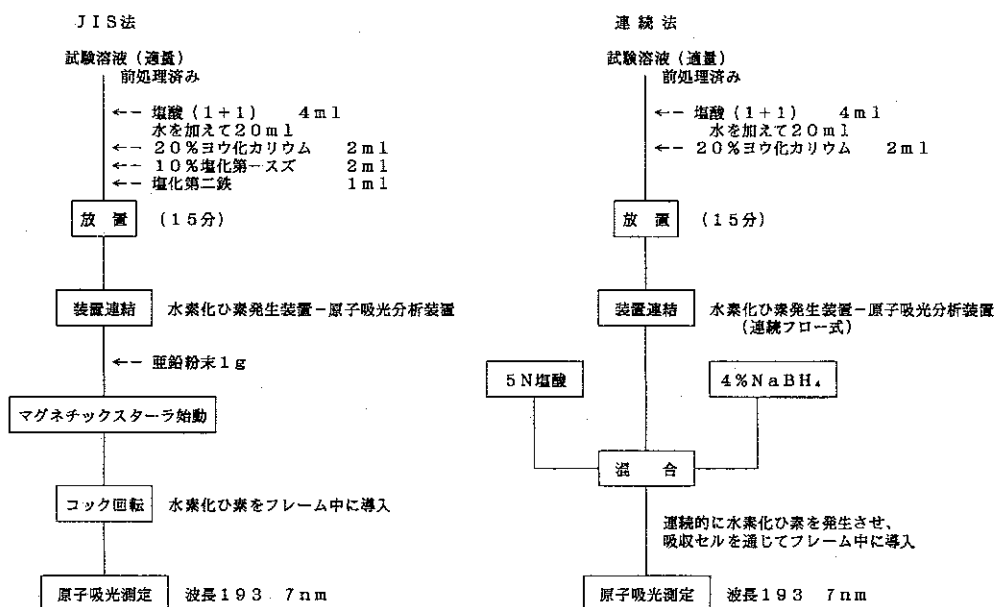 JIS法
試験溶液(適量)
前処理済み
←-- 塩酸(1+1) 4ml
水を加えて20ml
←-- 20%ヨウ化カリウム 2ml
←-- 10%塩化第一スズ 2ml
←-- 塩化第二鉄 1ml
放置 (15分)
装置連結 水素化ひ素発生装置-原子吸光分析装置
←-- 亜鉛粉末1g
マグネチックスターラ始動
コック回転 水素化ひ素をフレーム中に導入
原子吸光測定 波長193 7nm
連続法
試験溶液(適量)
前処理済み
←-- 塩酸(1+1) 4ml
水を加えて20ml
←-- 20%ヨウ化カリウム 2ml
放置 (15分)
装置連結 水素化ひ素発生装置-原子吸光分析装置
(連続フロー式)
5N塩酸
4%NaBH₄
混合
連続的に水素化ひ素を発生させ、
吸収セルを通じてフレーム中に導入
原子吸光測定 波長193 7nm